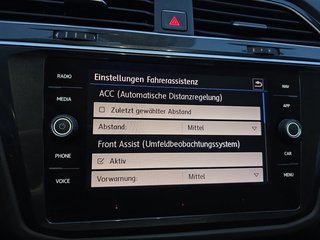 RADIO
MEDIA
PHONE
VOICE
Einstellungen Fahrerassistenz
ACC (Automatische Distanzregelung)
Zuletzt gewählter Abstand
Abstand: Mittel
Front Assist (Umfeldbeobachtungssystem)
Aktiv
Vorwarnung: Mittel
NAV
APP
CAR
MENU